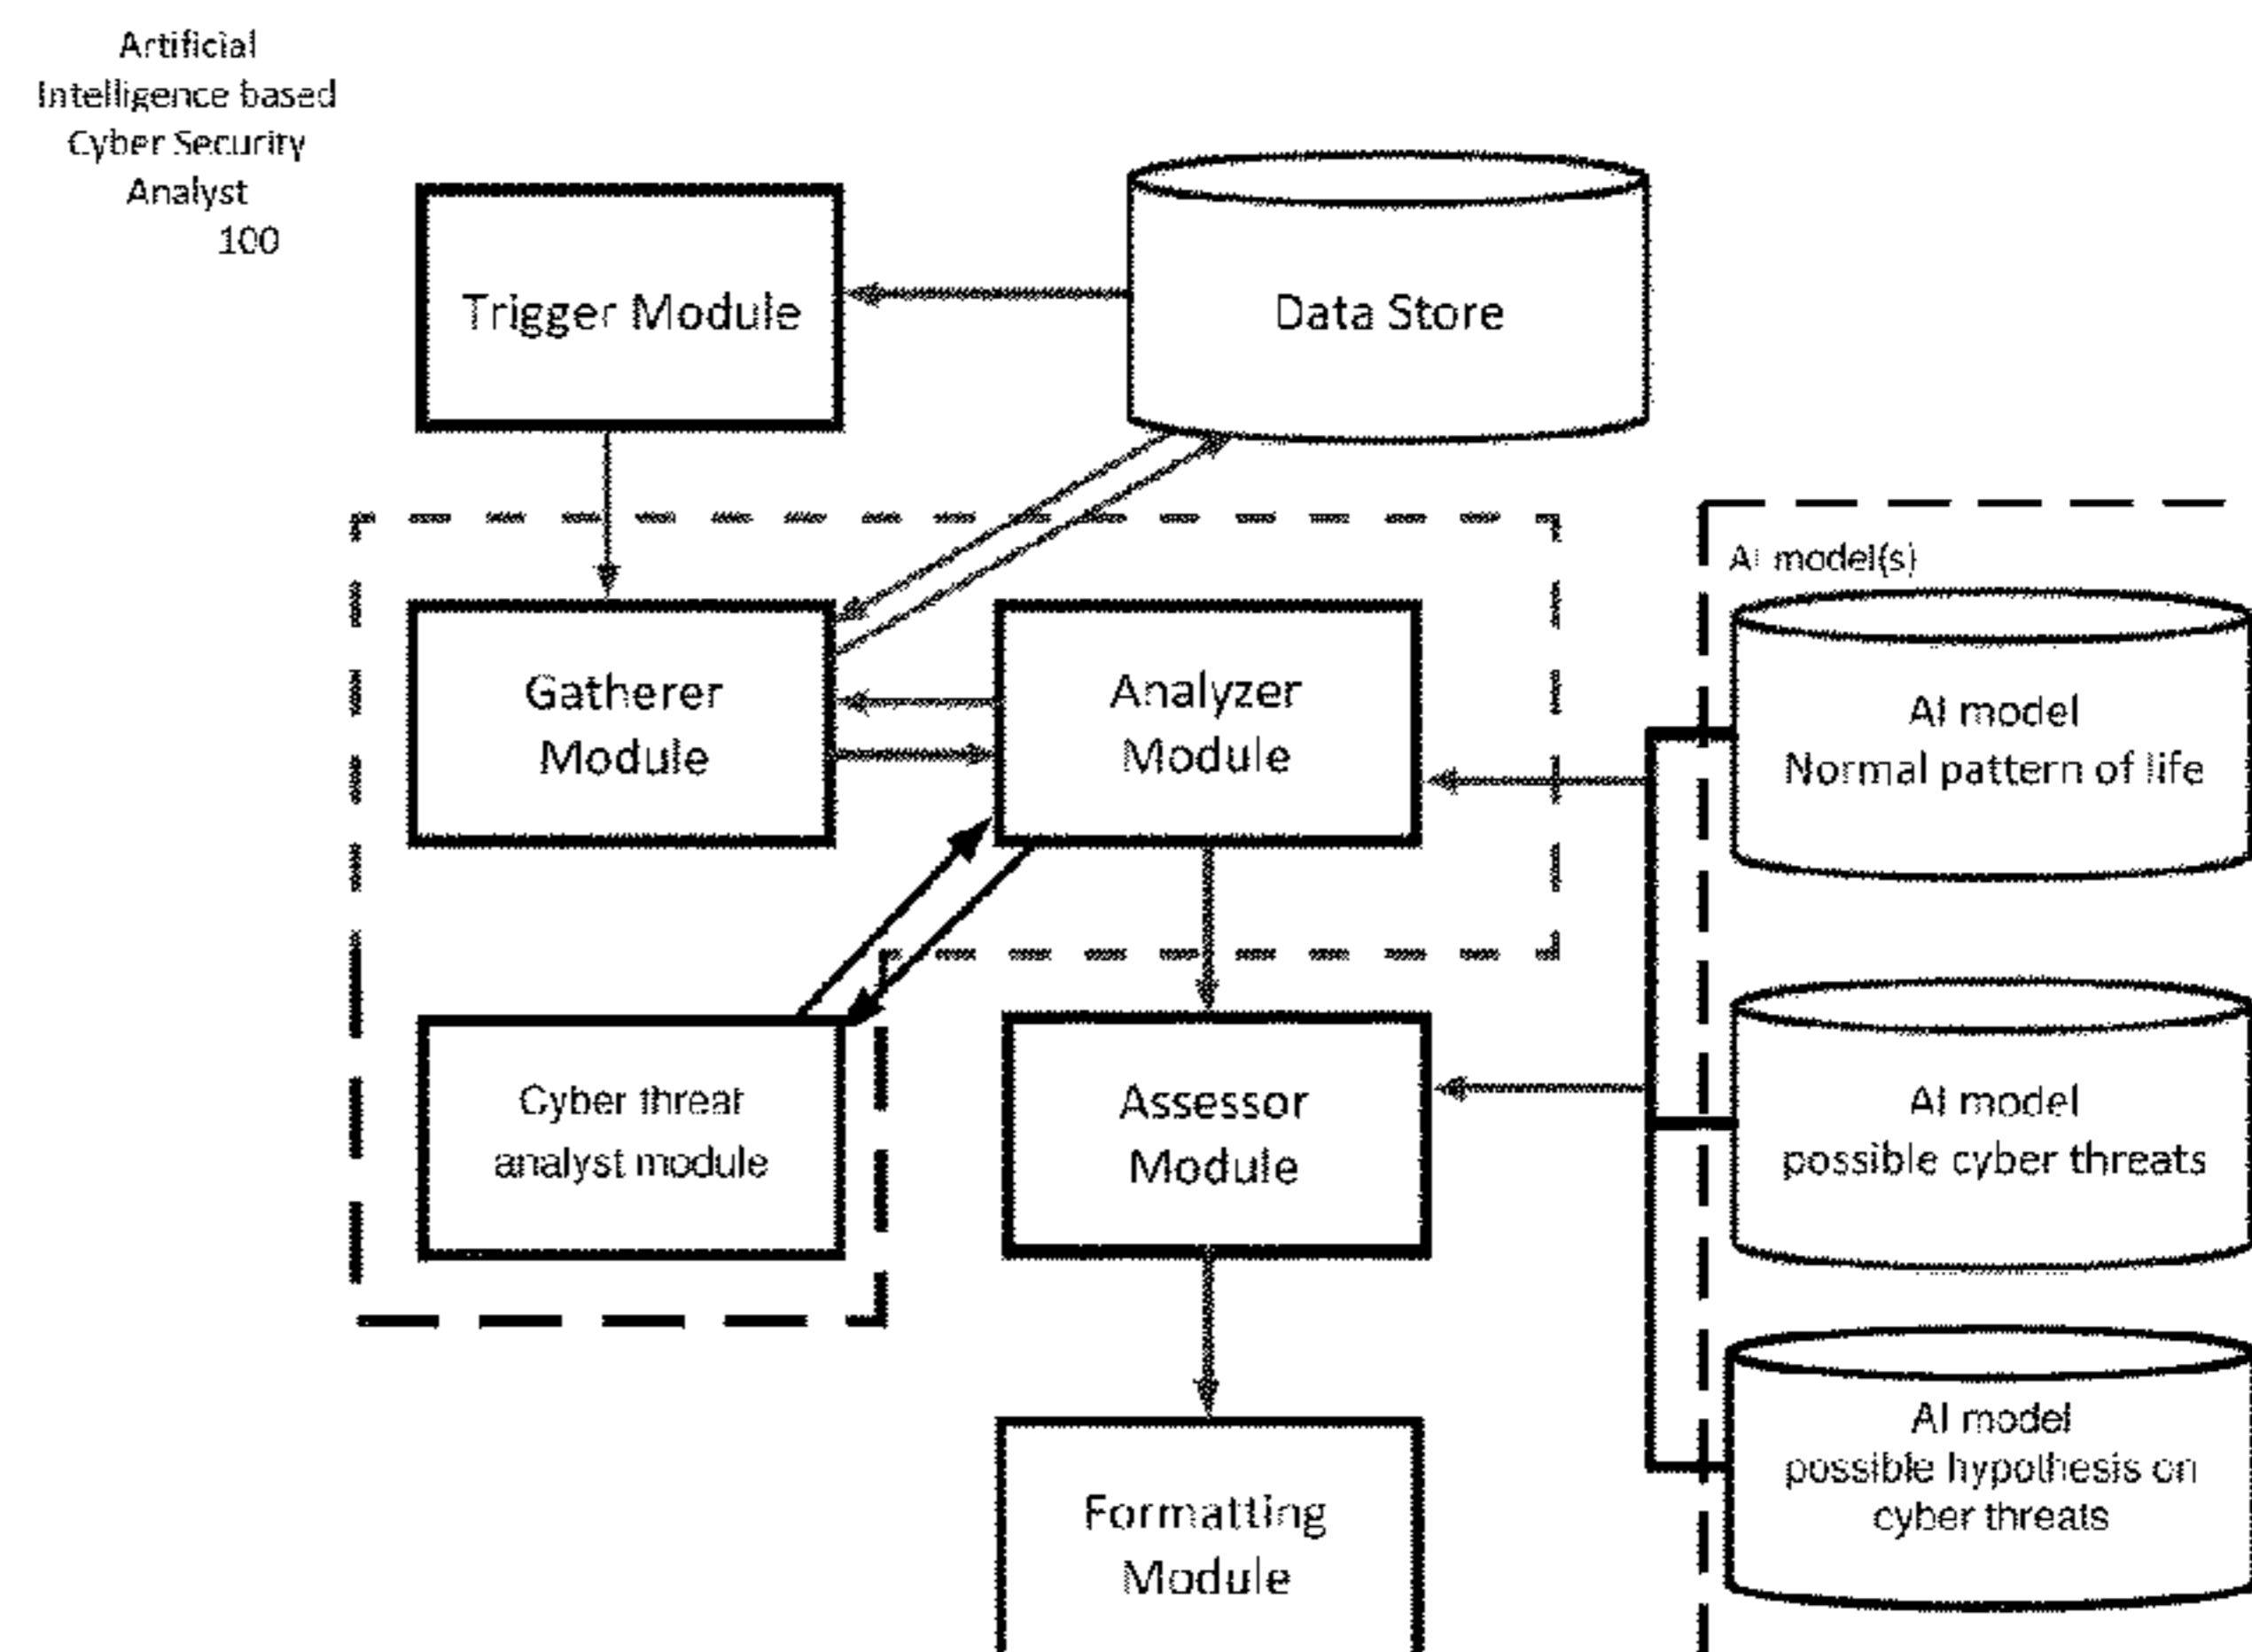 Artificial
Intelligence based
Cyber Security
Analyst
100
Trigger Module
Data Store
AI model(s)
Gatherer
Module
Analyzer
Module
AI model
Normal pattern of life
Cyber threat
analyst module
Assessor
Module
AI model
possible cyber threats
AI model
possible hypothesis on
cyber threats
Formatting
Module